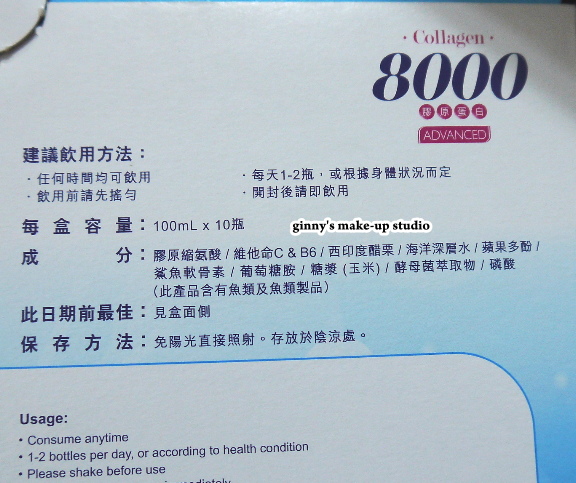 · Collagen ·
8000
膠原蛋白
ADVANCED
建議飲用方法：
· 任何時間均可飲用
· 每天1-2瓶，或根據身體狀況而定
· 飲用前請先搖勻
· 開封後請即飲用
每盒容量：100mL x 10瓶
ginny's make-up studio
成分：膠原縮氨酸 / 維他命C & B6 / 西印度醋栗 / 海洋深層水 / 蘋果多酚 /
鯊魚軟骨素 / 葡萄糖胺 / 糖漿 (玉米) / 酵母菌萃取物 / 磷酸
（此產品含有魚類及魚類製品）
此日期前最佳：見盒面側
保存方法：免陽光直接照射。存放於陰涼處。
Usage:
• Consume anytime
• 1-2 bottles per day, or according to health condition
• Please shake before use